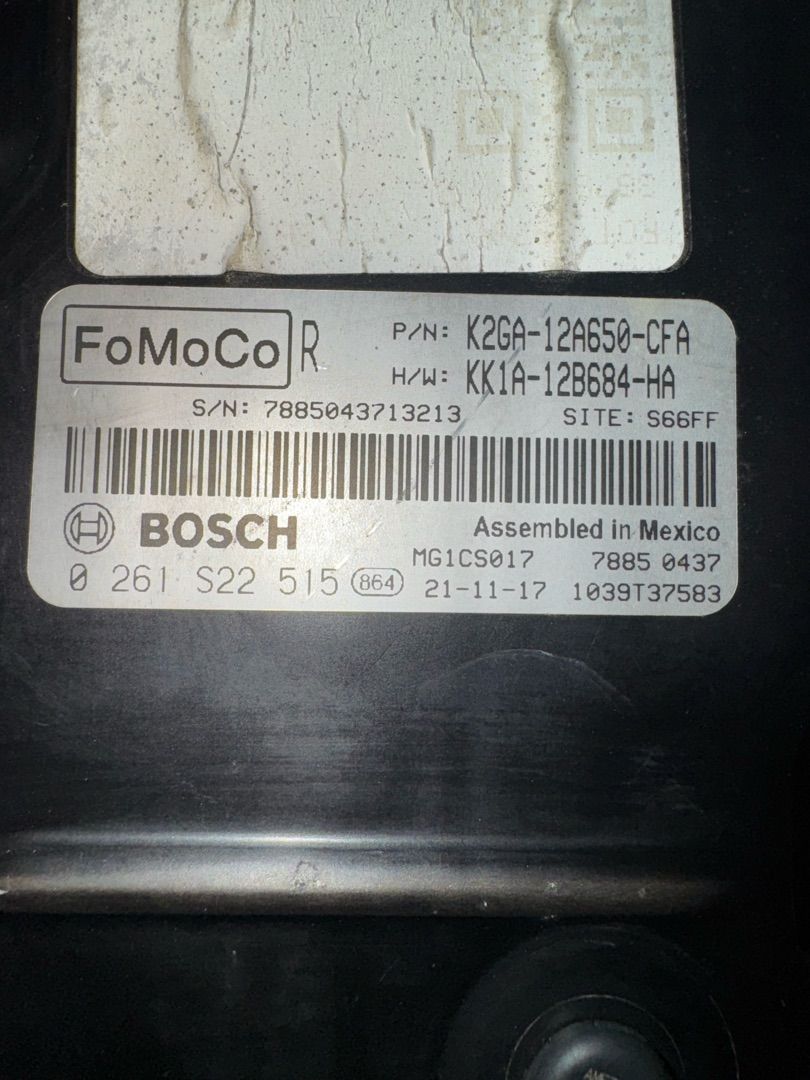 FoMoCo R P/N: K2GA-12A650-CFA
H/W: KK1A-12B684-HA
S/N: 7885043713213 SITE: S66FF
BOSCH Assembled in Mexico
MG1CS017 7885 0437
0 261 S22 515 864 21-11-17 1039T37583